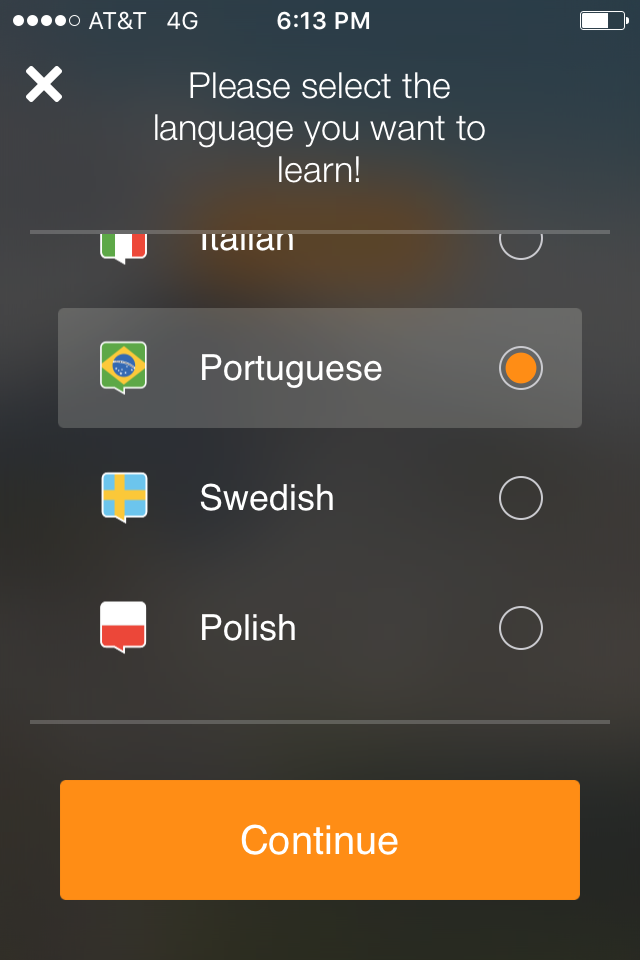 AT&T 4G 6:13 PM
Please select the
language you want to
learn!
Italian
Portuguese
Swedish
Polish
Continue